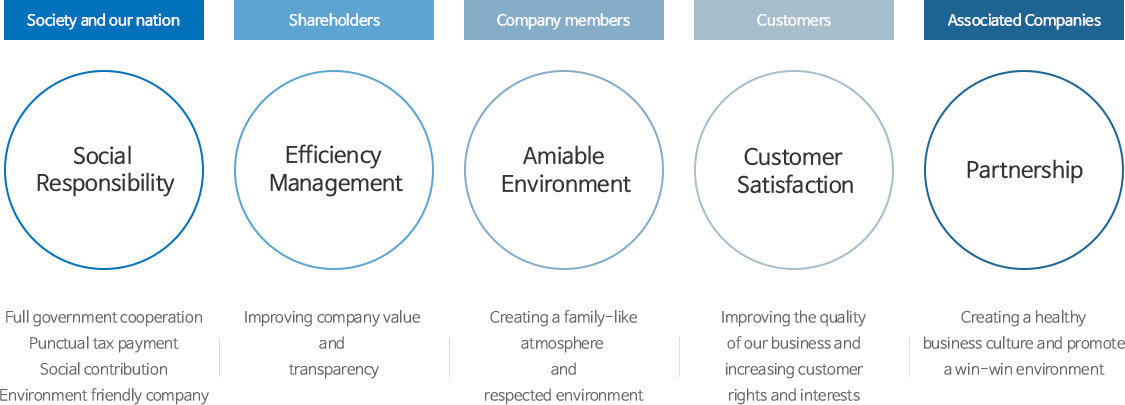 Society and our nation
Social
Responsibility
Full government cooperation
Punctual tax payment
Social contribution
Environment friendly company
Shareholders
Efficiency
Management
Improving company value
and
transparency
Company members
Amiable
Environment
Creating a family-like
atmosphere
and
respected environment
Customers
Customer
Satisfaction
Improving the quality
of our business and
increasing customer
rights and interests
Associated Companies
Partnership
Creating a healthy
business culture and promote
a win-win environment